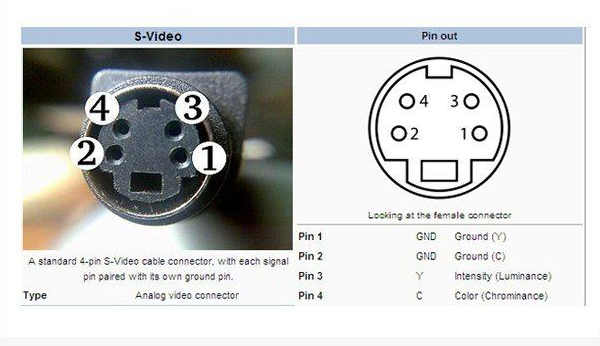 S-Video
Pin out
4 3
2 1
4 3
2 1
Looking at the female connector
A standard 4-pin S-Video cable connector, with each signal
pin paired with its own ground pin.
Type Analog video connector
Pin 1 GND Ground (Y)
Pin 2 GND Ground (C)
Pin 3 Y Intensity (Luminance)
Pin 4 C Color (Chrominance)